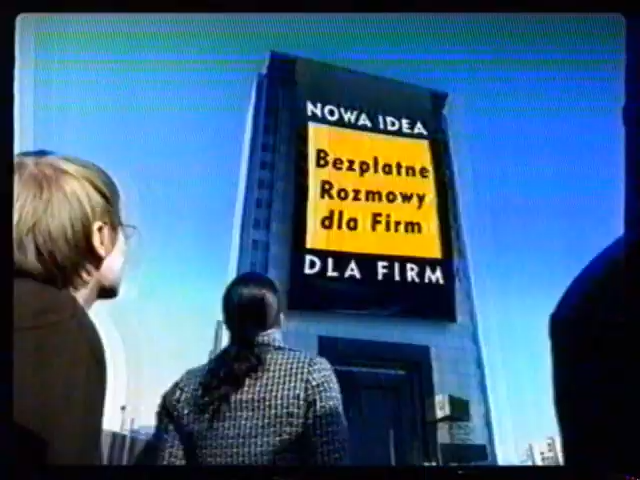 NOWA IDEA
Bezpłatne
Rozmowy
dla Firm
DLA FIRM